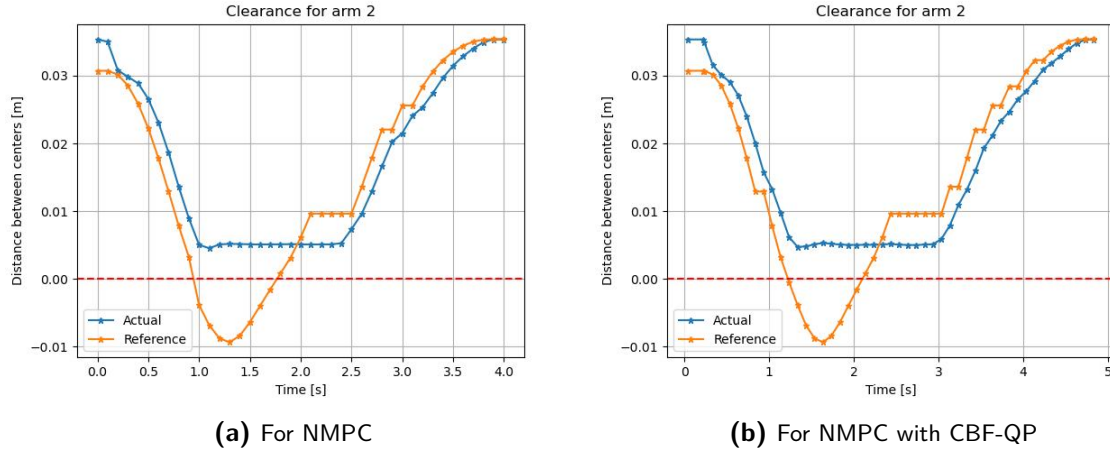 Clearance for arm 2
Distance between centers [m]
0.03
0.02
0.01
0.00
−0.01
Actual
Reference
0.0 0.5 1.0 1.5 2.0 2.5 3.0 3.5 4.0
Time [s]
(a) For NMPC
Clearance for arm 2
Distance between centers [m]
0.03
0.02
0.01
0.00
−0.01
Actual
Reference
0 1 2 3 4 5
Time [s]
(b) For NMPC with CBF-QP